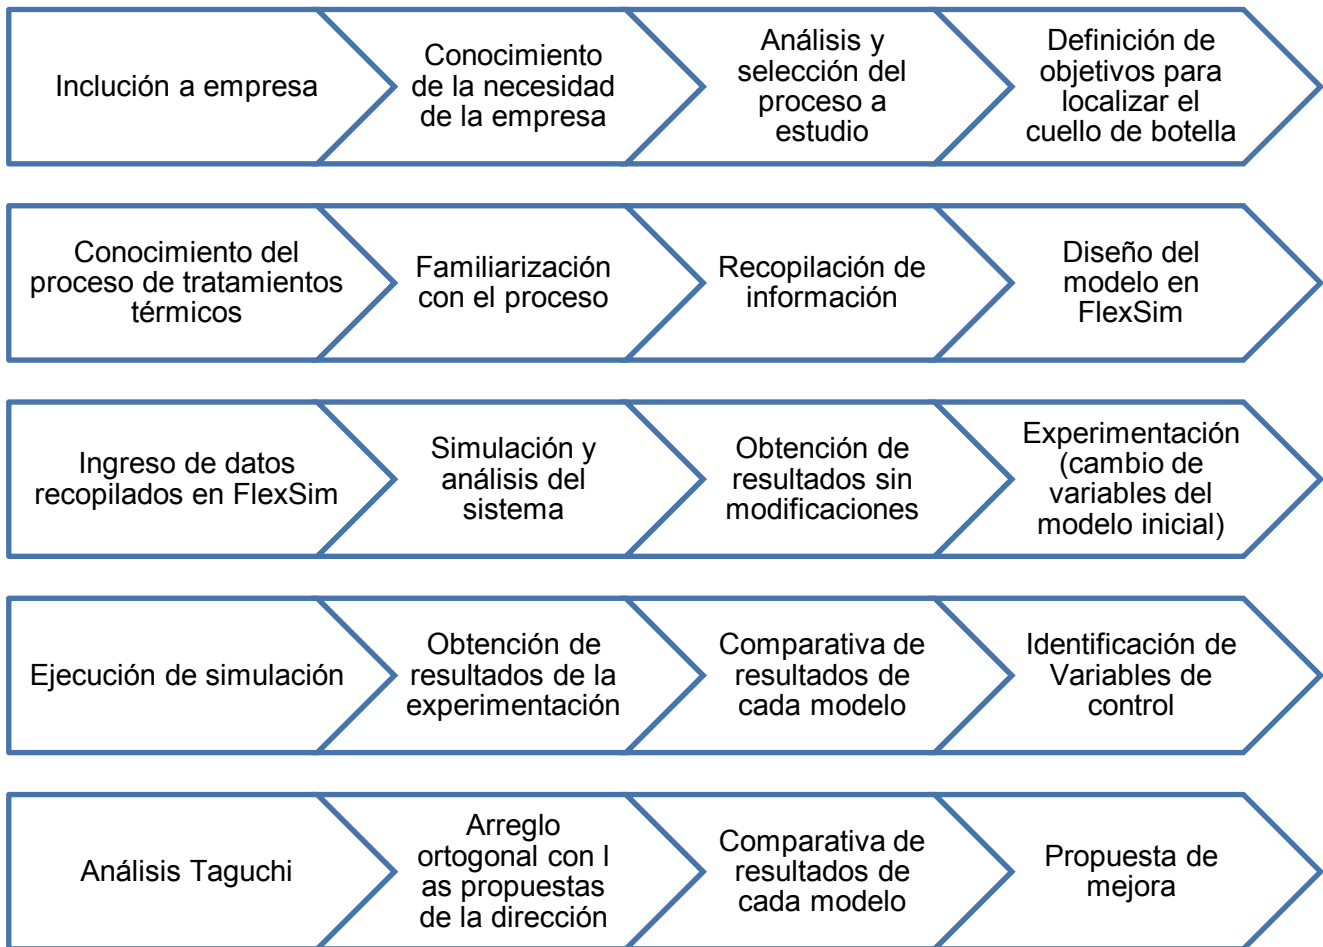 Inclución a empresa
Conocimiento
de la necesidad
de la empresa
Análisis y
selección del
proceso a
estudio
Definición de
objetivos para
localizar el
cuello de botella
Conocimiento del
proceso de tratamientos
térmicos
Familiarización
con el proceso
Recopilación de
información
Diseño del
modelo en
FlexSim
Ingreso de datos
recopilados en FlexSim
Simulación y
análisis del
sistema
Obtención de
resultados sin
modificaciones
Experimentación
(cambio de
variables del
modelo inicial)
Ejecución de simulación
Obtención de
resultados de la
experimentación
Comparativa de
resultados de
cada modelo
Identificación de
Variables de
control
Análisis Taguchi
Arreglo
ortogonal con l
as propuestas
de la dirección
Comparativa de
resultados de
cada modelo
Propuesta de
mejora